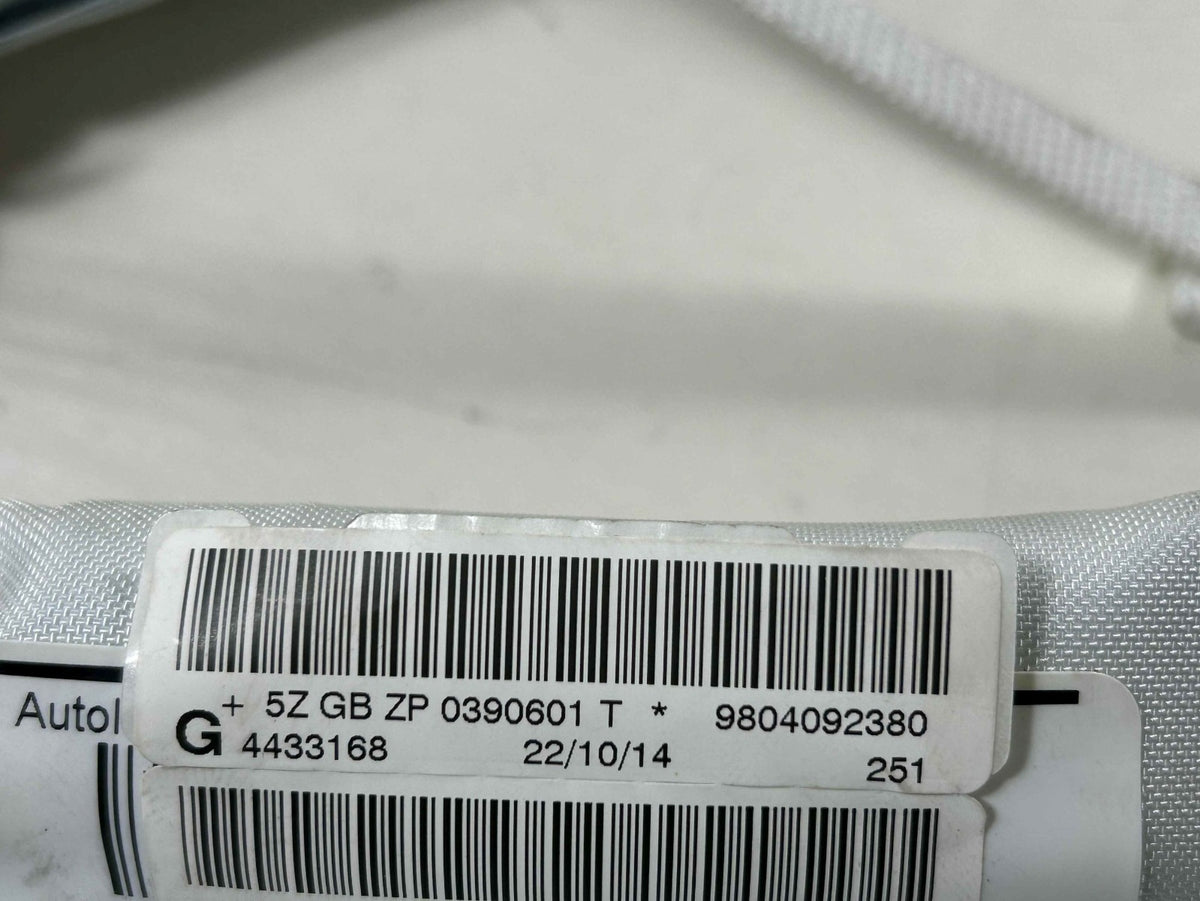 + 5Z GB ZP 0390601 T * 9804092380
G 4433168 22/10/14 251
Autol